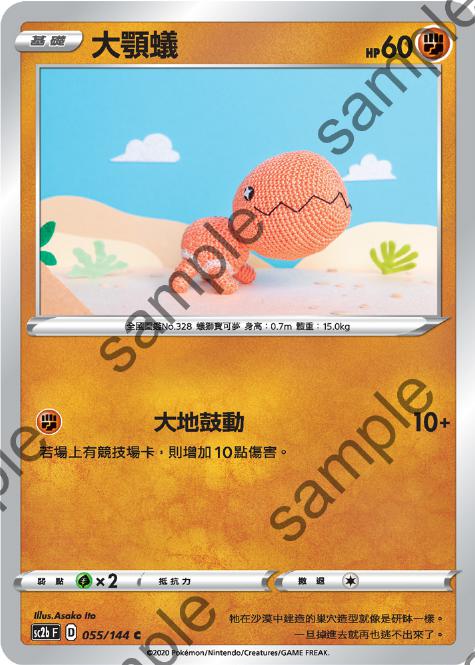 基礎 大顎蟻 HP60
sample
全國圖鑑No.328 蟻獅寶可夢 身高：0.7m 體重：15.0kg
sample
大地鼓動 10+
若場上有競技場卡，則增加10點傷害。
sample
弱點 ×2 抵抗力 撤退
Illus.Asako Ito
sc2b F D 055/144 C
牠在沙漠中建造的巢穴造型就像是研缽一樣。
一旦掉進去就再也逃不出來了。
sample
©2020 Pokémon/Nintendo/Creatures/GAME FREAK.